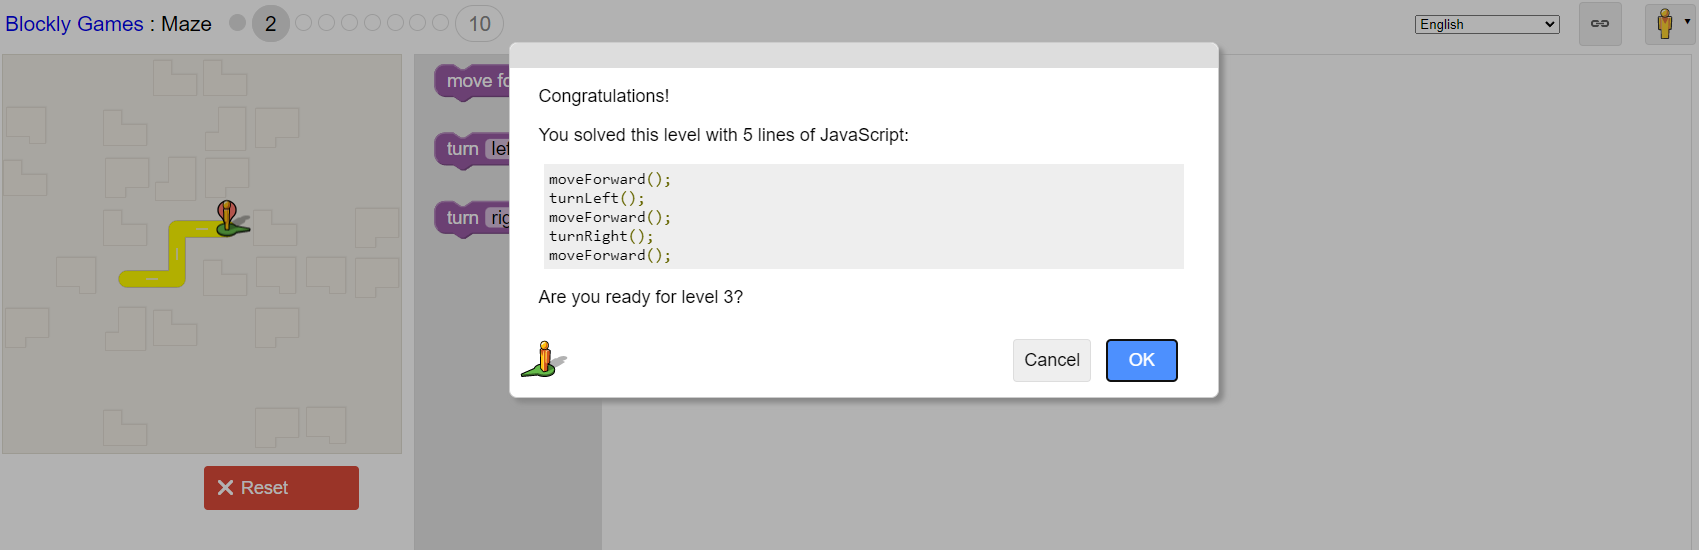 Blockly Games : Maze 2 10
English
move fo
turn lef
turn rig
Congratulations!
You solved this level with 5 lines of JavaScript:
moveForward();
turnLeft();
moveForward();
turnRight();
moveForward();
Are you ready for level 3?
Cancel OK
Reset